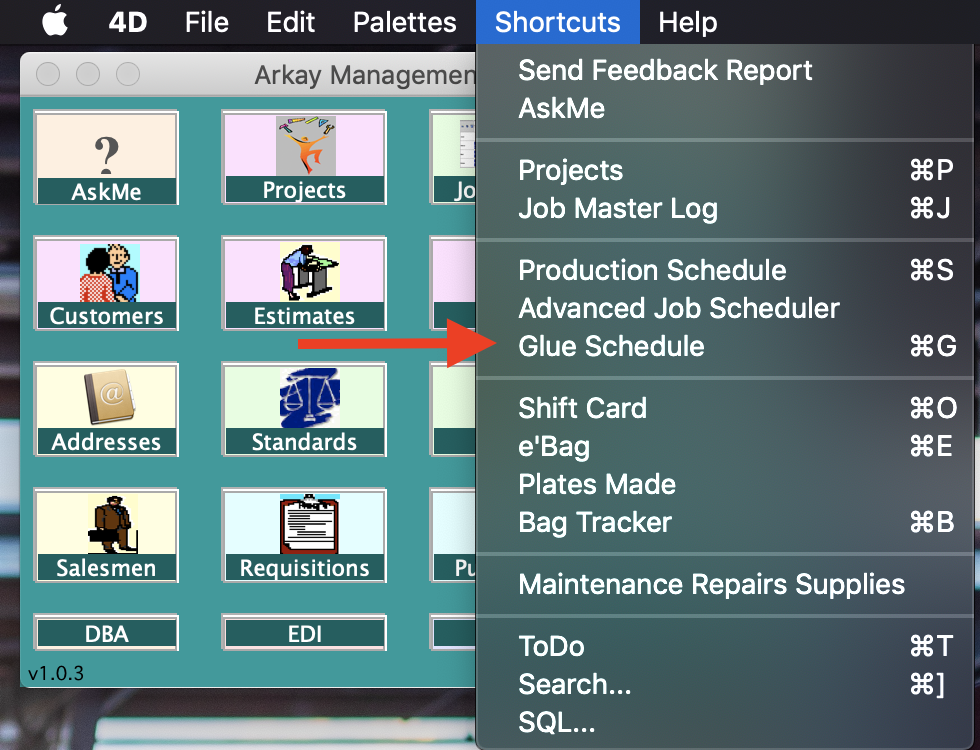 4D File Edit Palettes Shortcuts Help
Arkay Managemen
? AskMe
Projects
Jo
Customers
Estimates
@ Addresses
Standards
Salesmen
Requisitions
Pu
DBA
EDI
v1.0.3
Send Feedback Report
AskMe
Projects ⌘P
Job Master Log ⌘J
Production Schedule ⌘S
Advanced Job Scheduler
Glue Schedule ⌘G
Shift Card ⌘O
e'Bag ⌘E
Plates Made
Bag Tracker ⌘B
Maintenance Repairs Supplies
ToDo ⌘T
Search... ⌘]
SQL...